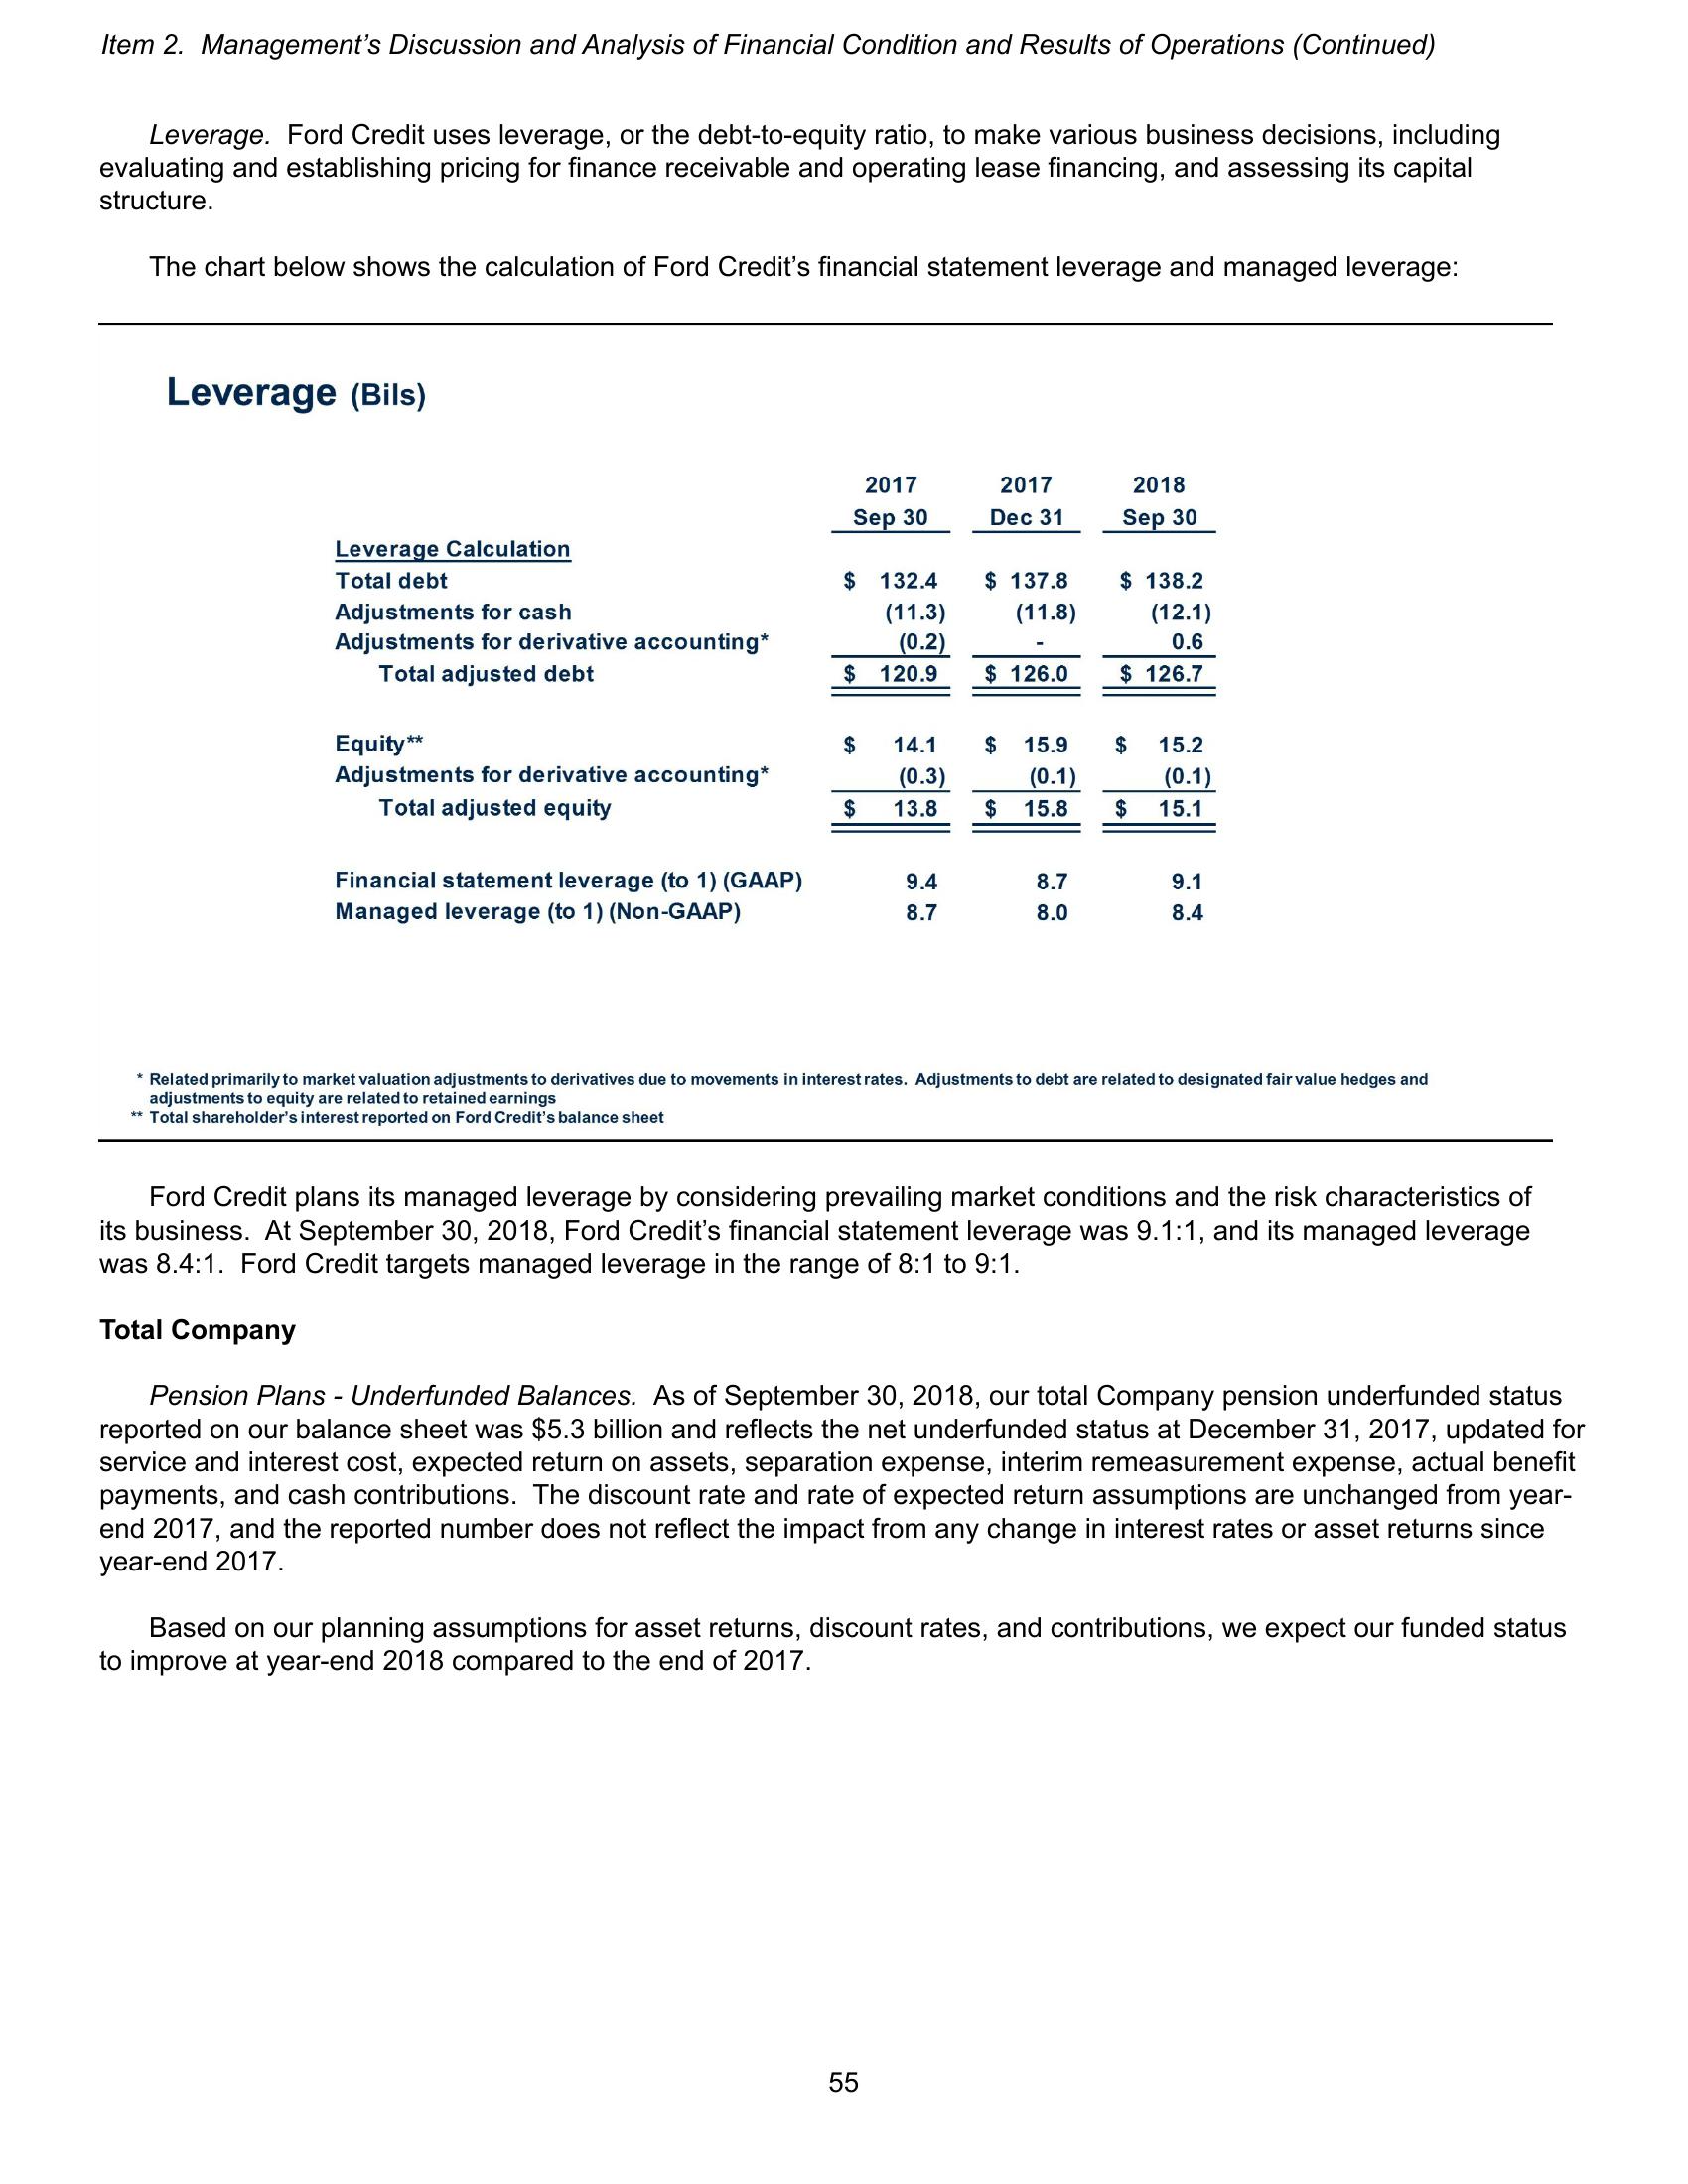 Item 2.  Management’s Discussion and Analysis of Financial Condition and Results of Operations (Continued)
Leverage.  Ford Credit uses leverage, or the debt-to-equity ratio, to make various business decisions, including
evaluating and establishing pricing for finance receivable and operating lease financing, and assessing its capital
structure.
The chart below shows the calculation of Ford Credit’s financial statement leverage and managed leverage:
Leverage (Bils)
2017 2017 2018
Sep 30 Dec 31 Sep 30
Leverage Calculation
Total debt $ 132.4 $ 137.8 $ 138.2
Adjustments for cash (11.3) (11.8) (12.1)
Adjustments for derivative accounting* (0.2) - 0.6
Total adjusted debt $ 120.9 $ 126.0 $ 126.7
Equity** $ 14.1 $ 15.9 $ 15.2
Adjustments for derivative accounting* (0.3) (0.1) (0.1)
Total adjusted equity $ 13.8 $ 15.8 $ 15.1
Financial statement leverage (to 1) (GAAP) 9.4 8.7 9.1
Managed leverage (to 1) (Non-GAAP) 8.7 8.0 8.4
* Related primarily to market valuation adjustments to derivatives due to movements in interest rates.  Adjustments to debt are related to designated fair value hedges and
adjustments to equity are related to retained earnings
** Total shareholder’s interest reported on Ford Credit’s balance sheet
Ford Credit plans its managed leverage by considering prevailing market conditions and the risk characteristics of
its business.  At September 30, 2018, Ford Credit’s financial statement leverage was 9.1:1, and its managed leverage
was 8.4:1.  Ford Credit targets managed leverage in the range of 8:1 to 9:1.
Total Company
Pension Plans - Underfunded Balances.  As of September 30, 2018, our total Company pension underfunded status
reported on our balance sheet was $5.3 billion and reflects the net underfunded status at December 31, 2017, updated for
service and interest cost, expected return on assets, separation expense, interim remeasurement expense, actual benefit
payments, and cash contributions.  The discount rate and rate of expected return assumptions are unchanged from year-
end 2017, and the reported number does not reflect the impact from any change in interest rates or asset returns since
year-end 2017.
Based on our planning assumptions for asset returns, discount rates, and contributions, we expect our funded status
to improve at year-end 2018 compared to the end of 2017.
55